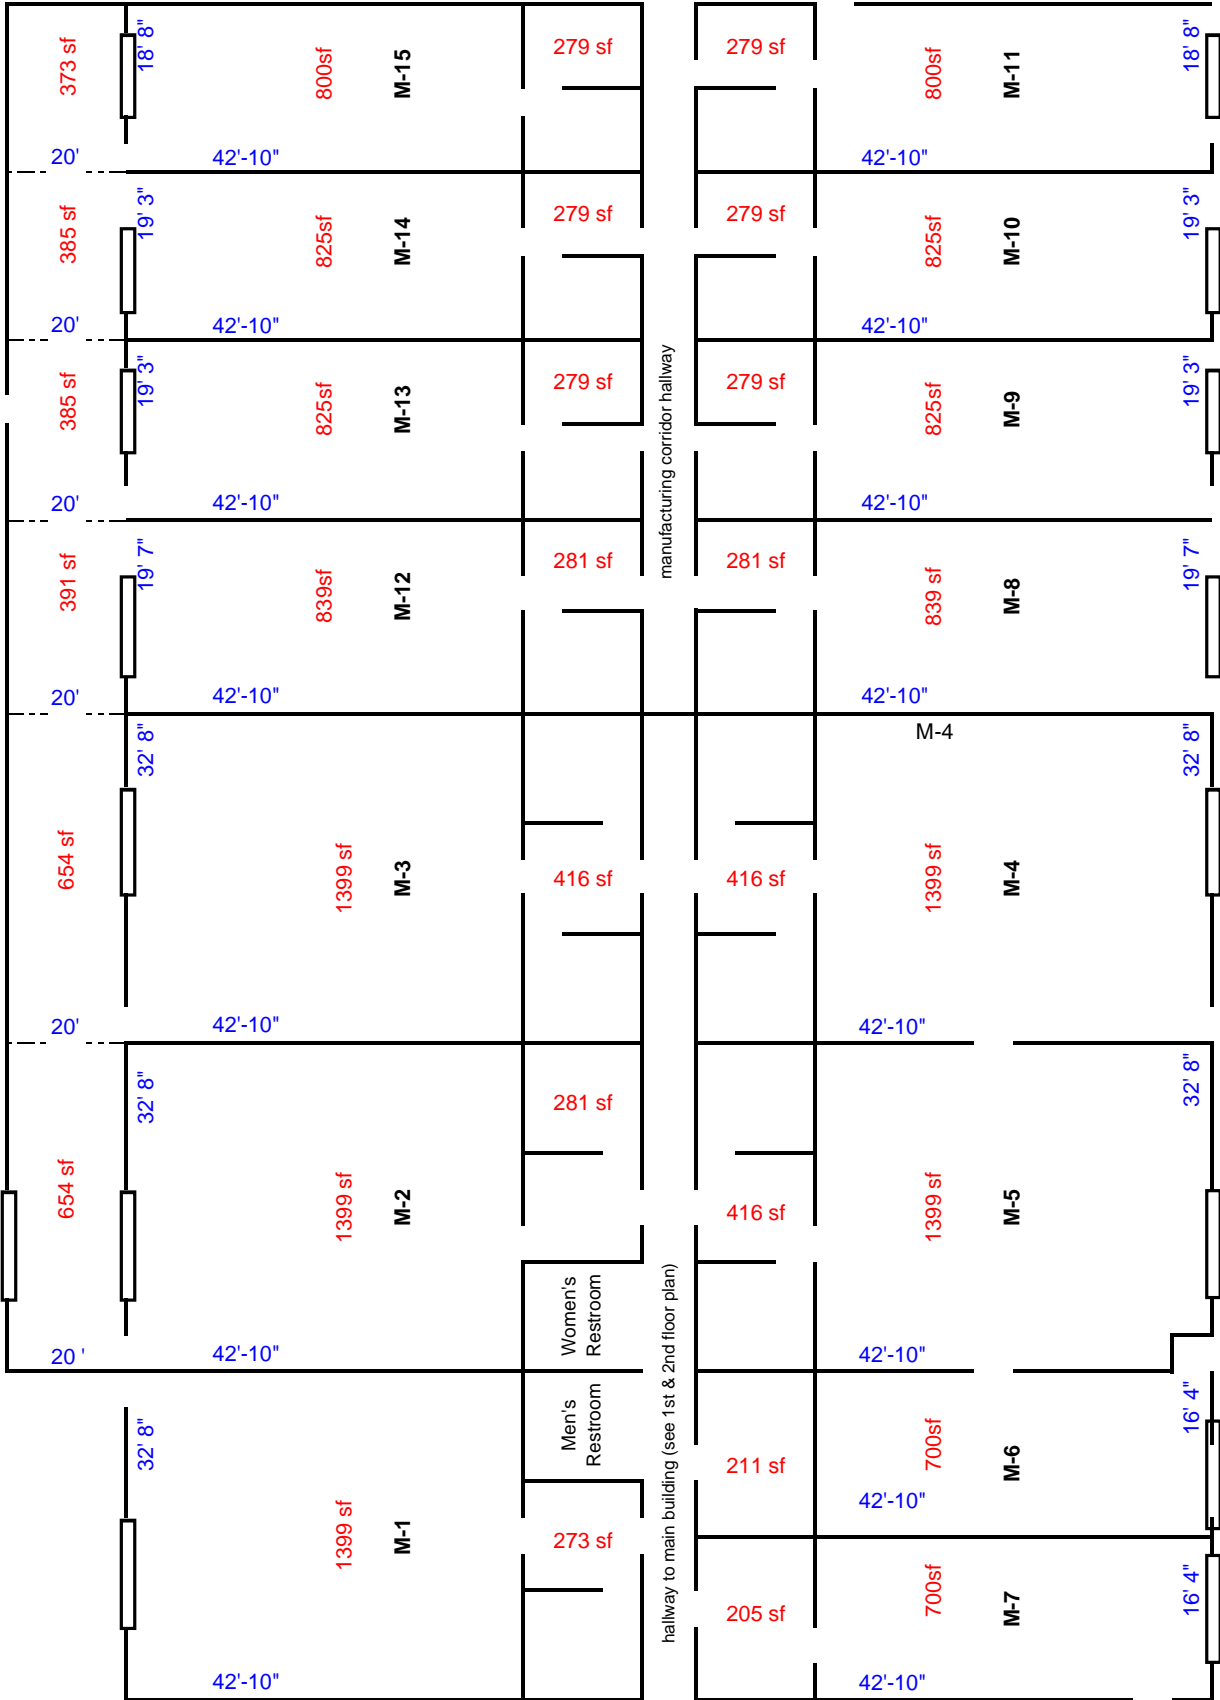 373 sf
18' 8"
800sf
M-15
279 sf
279 sf
800sf
M-11
18' 8"
20'
42'-10"
42'-10"
385 sf
19' 3"
825sf
M-14
279 sf
279 sf
825sf
M-10
19' 3"
20'
42'-10"
42'-10"
385 sf
19' 3"
825sf
M-13
279 sf
manufacturing corridor hallway
279 sf
825sf
M-9
19' 3"
20'
42'-10"
42'-10"
391 sf
19' 7"
839sf
M-12
281 sf
281 sf
839 sf
M-8
19' 7"
20'
42'-10"
42'-10"
M-4
654 sf
32' 8"
1399 sf
M-3
416 sf
416 sf
1399 sf
M-4
32' 8"
20'
42'-10"
42'-10"
654 sf
32' 8"
1399 sf
M-2
281 sf
416 sf
1399 sf
M-5
32' 8"
Women's
Restroom
20 '
42'-10"
42'-10"
32' 8"
1399 sf
M-1
Men's
Restroom
273 sf
hallway to main building (see 1st & 2nd floor plan)
211 sf
700sf
42'-10"
M-6
16' 4"
205 sf
700sf
M-7
16' 4"
42'-10"
42'-10"